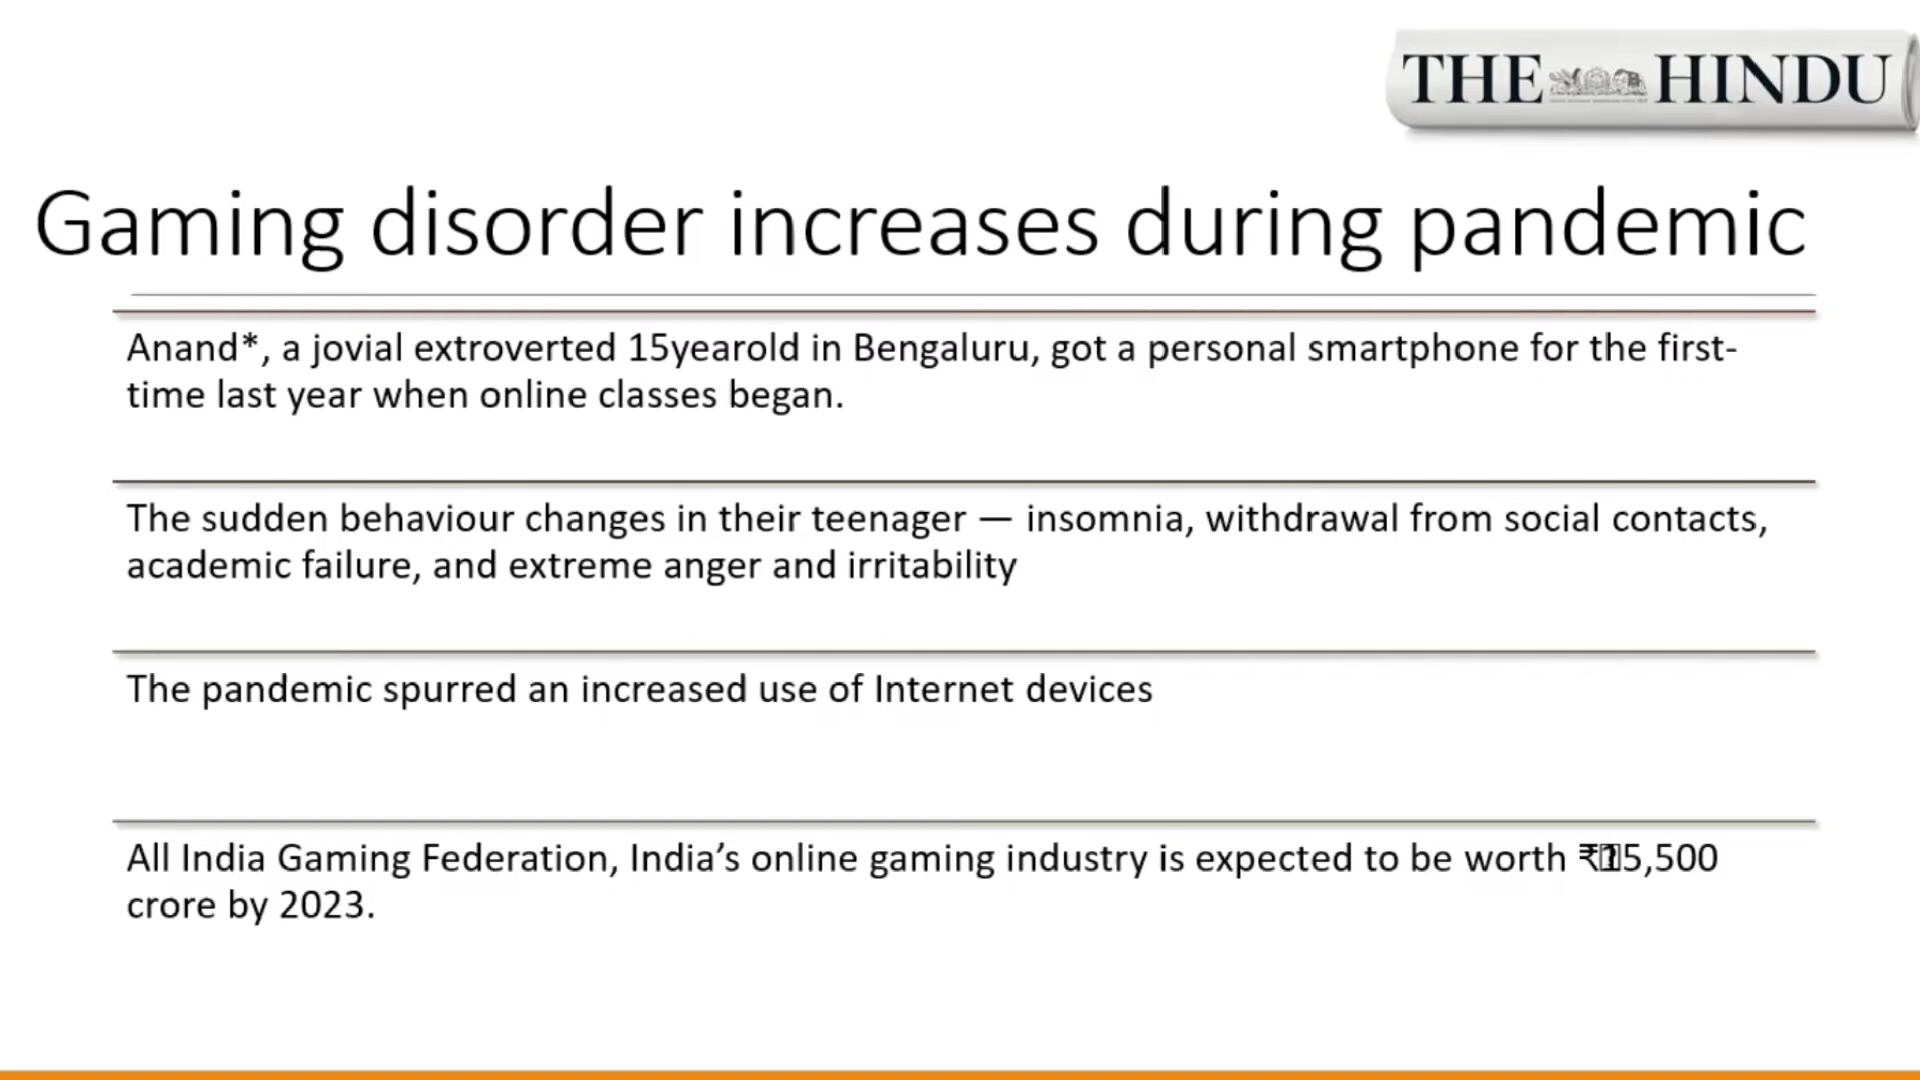 THE HINDU
Gaming disorder increases during pandemic
Anand*, a jovial extroverted 15yearold in Bengaluru, got a personal smartphone for the first-
time last year when online classes began.
The sudden behaviour changes in their teenager — insomnia, withdrawal from social contacts,
academic failure, and extreme anger and irritability
The pandemic spurred an increased use of Internet devices
All India Gaming Federation, India’s online gaming industry is expected to be worth ₹15,500
crore by 2023.